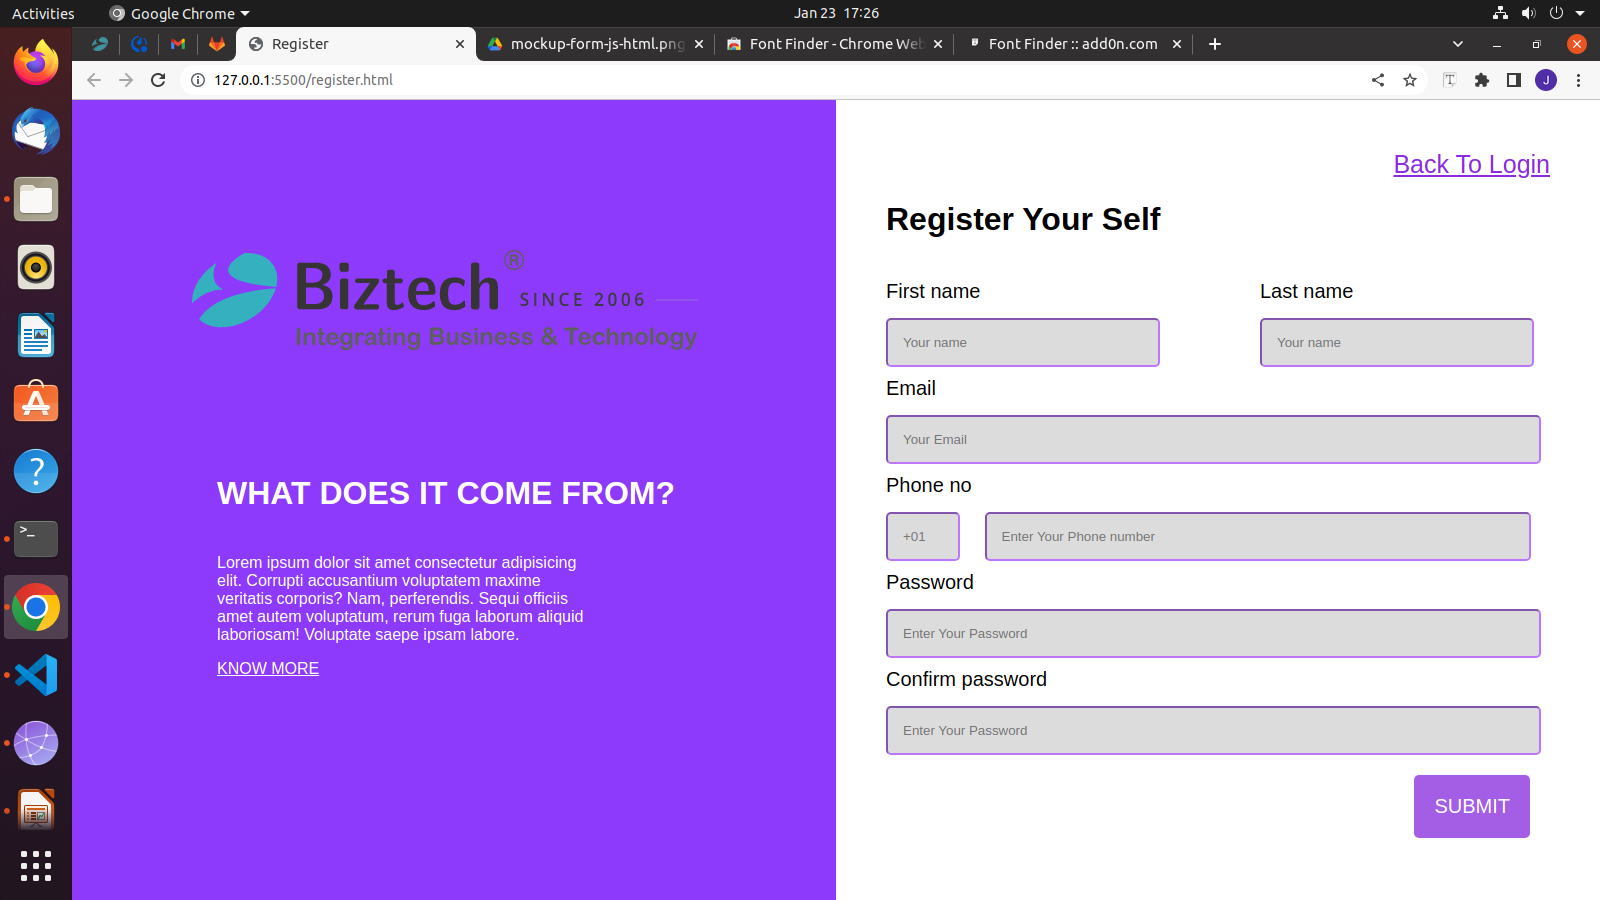 Activities
Google Chrome
Jan 23 17:26
Register
mockup-form-js-html.png
Font Finder - Chrome Web
Font Finder :: add0n.com
127.0.0.1:5500/register.html
J
Biztech®
SINCE 2006
Integrating Business & Technology
WHAT DOES IT COME FROM?
Lorem ipsum dolor sit amet consectetur adipisicing
elit. Corrupti accusantium voluptatem maxime
veritatis corporis? Nam, perferendis. Sequi officiis
amet autem voluptatum, rerum fuga laborum aliquid
laboriosam! Voluptate saepe ipsam labore.
KNOW MORE
Back To Login
Register Your Self
First name
Last name
Your name
Your name
Email
Your Email
Phone no
+01
Enter Your Phone number
Password
Enter Your Password
Confirm password
Enter Your Password
SUBMIT